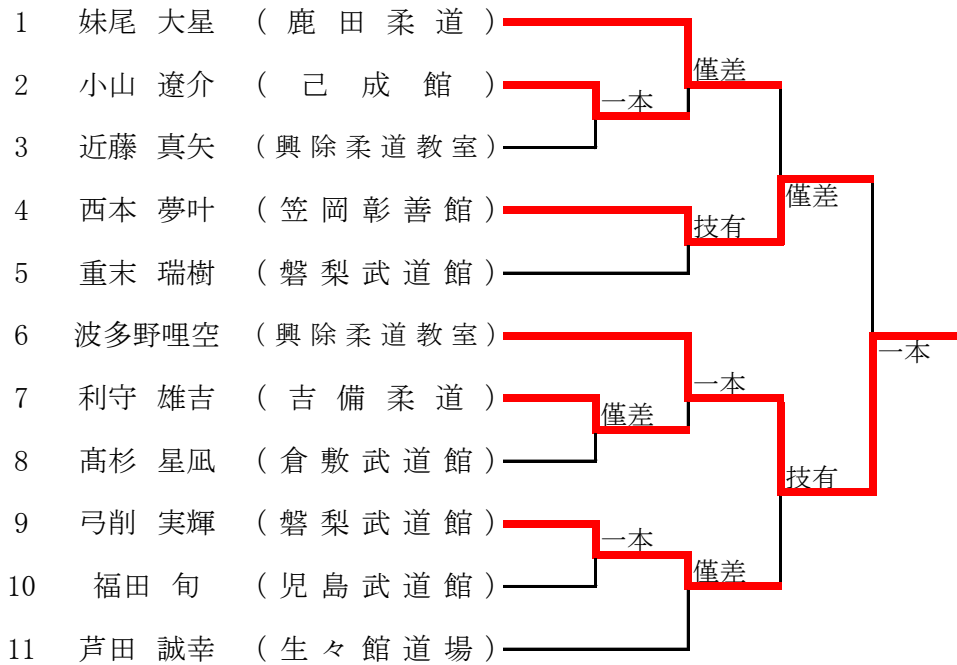 1 妹尾 大星 (鹿田柔道)
僅差
2 小山 遼介 (己成館)
一本
3 近藤 真矢 (興除柔道教室)
僅差
4 西本 夢叶 (笠岡彰善館)
技有
5 重末 瑞樹 (磐梨武道館)
6 波多野哩空 (興除柔道教室)
一本
一本
7 利守 雄吉 (吉備柔道)
僅差
8 髙杉 星凪 (倉敷武道館)
技有
9 弓削 実輝 (磐梨武道館)
一本
10 福田 旬 (児島武道館)
僅差
11 芦田 誠幸 (生々館道場)